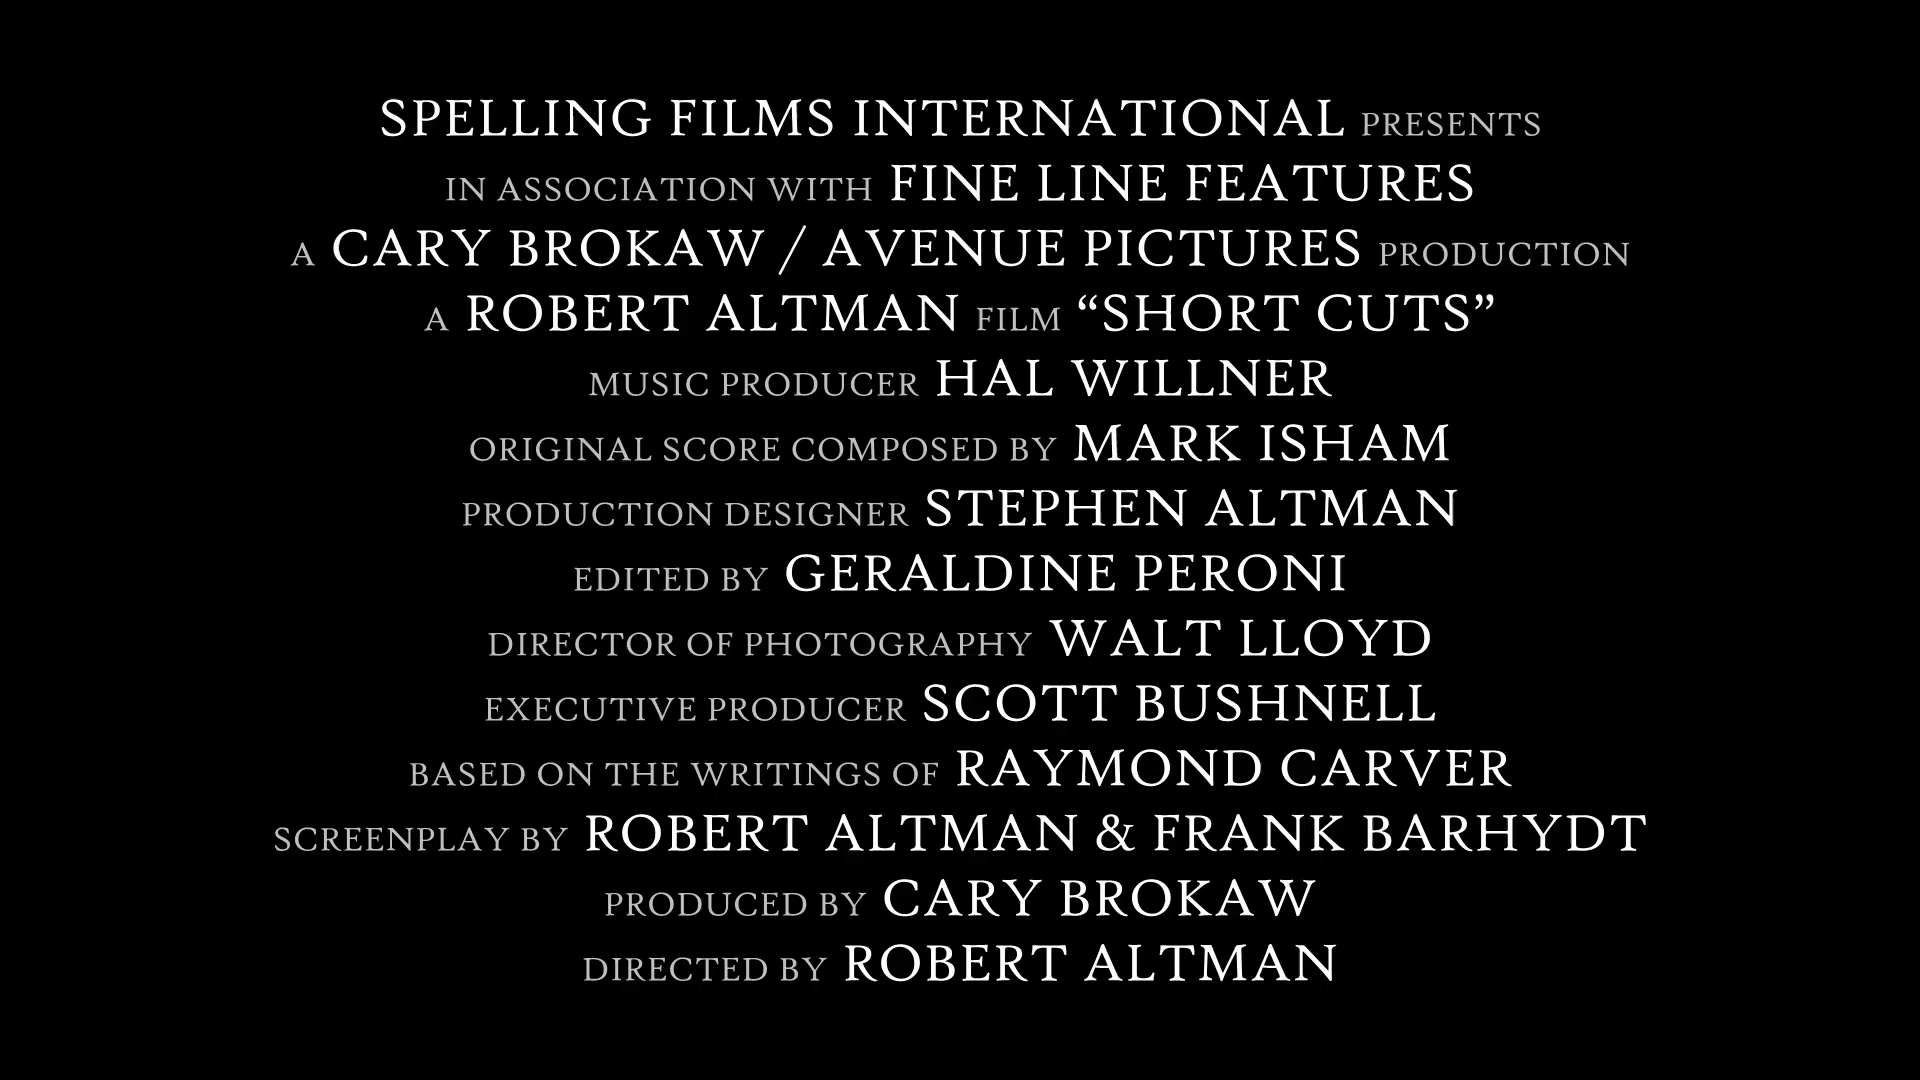 SPELLING FILMS INTERNATIONAL PRESENTS
IN ASSOCIATION WITH FINE LINE FEATURES
A CARY BROKAW / AVENUE PICTURES PRODUCTION
A ROBERT ALTMAN FILM “SHORT CUTS”
MUSIC PRODUCER HAL WILLNER
ORIGINAL SCORE COMPOSED BY MARK ISHAM
PRODUCTION DESIGNER STEPHEN ALTMAN
EDITED BY GERALDINE PERONI
DIRECTOR OF PHOTOGRAPHY WALT LLOYD
EXECUTIVE PRODUCER SCOTT BUSHNELL
BASED ON THE WRITINGS OF RAYMOND CARVER
SCREENPLAY BY ROBERT ALTMAN & FRANK BARHYDT
PRODUCED BY CARY BROKAW
DIRECTED BY ROBERT ALTMAN